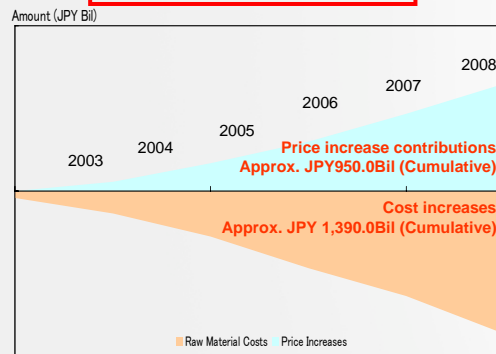 Amount (JPY Bil)
2008
2007
2006
2005
2004
2003
Price increase contributions
Approx. JPY950.0Bil (Cumulative)
Cost increases
Approx. JPY 1,390.0Bil (Cumulative)
Raw Material Costs Price Increases